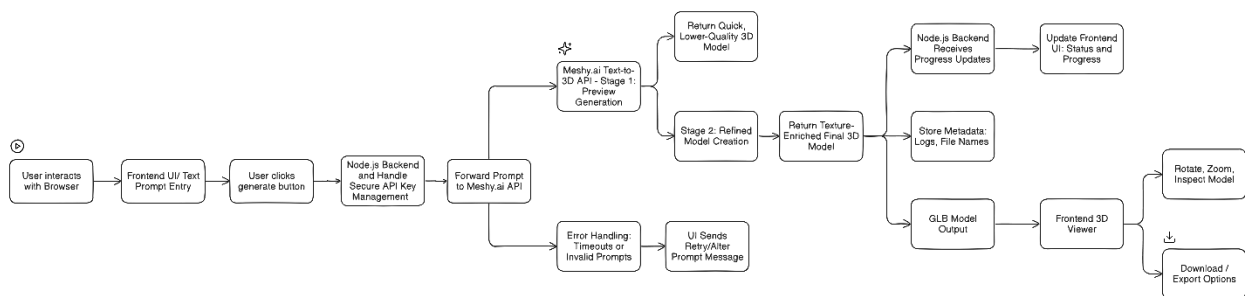 User interacts
with Browser
Frontend UI/ Text
Prompt Entry
User clicks
generate button
Node.js Backend
and Handle
Secure API Key
Management
Forward Prompt
to Meshy.ai API
Meshy.ai Text-to-
3D API - Stage 1:
Preview
Generation
Return Quick,
Lower-Quality 3D
Model
Stage 2: Refined
Model Creation
Return Texture-
Enriched Final 3D
Model
Error Handling:
Timeouts or
Invalid Prompts
UI Sends
Retry/Alter
Prompt Message
Node.js Backend
Receives
Progress Updates
Update Frontend
UI: Status and
Progress
Store Metadata:
Logs, File Names
GLB Model
Output
Frontend 3D
Viewer
Rotate, Zoom,
Inspect Model
Download /
Export Options